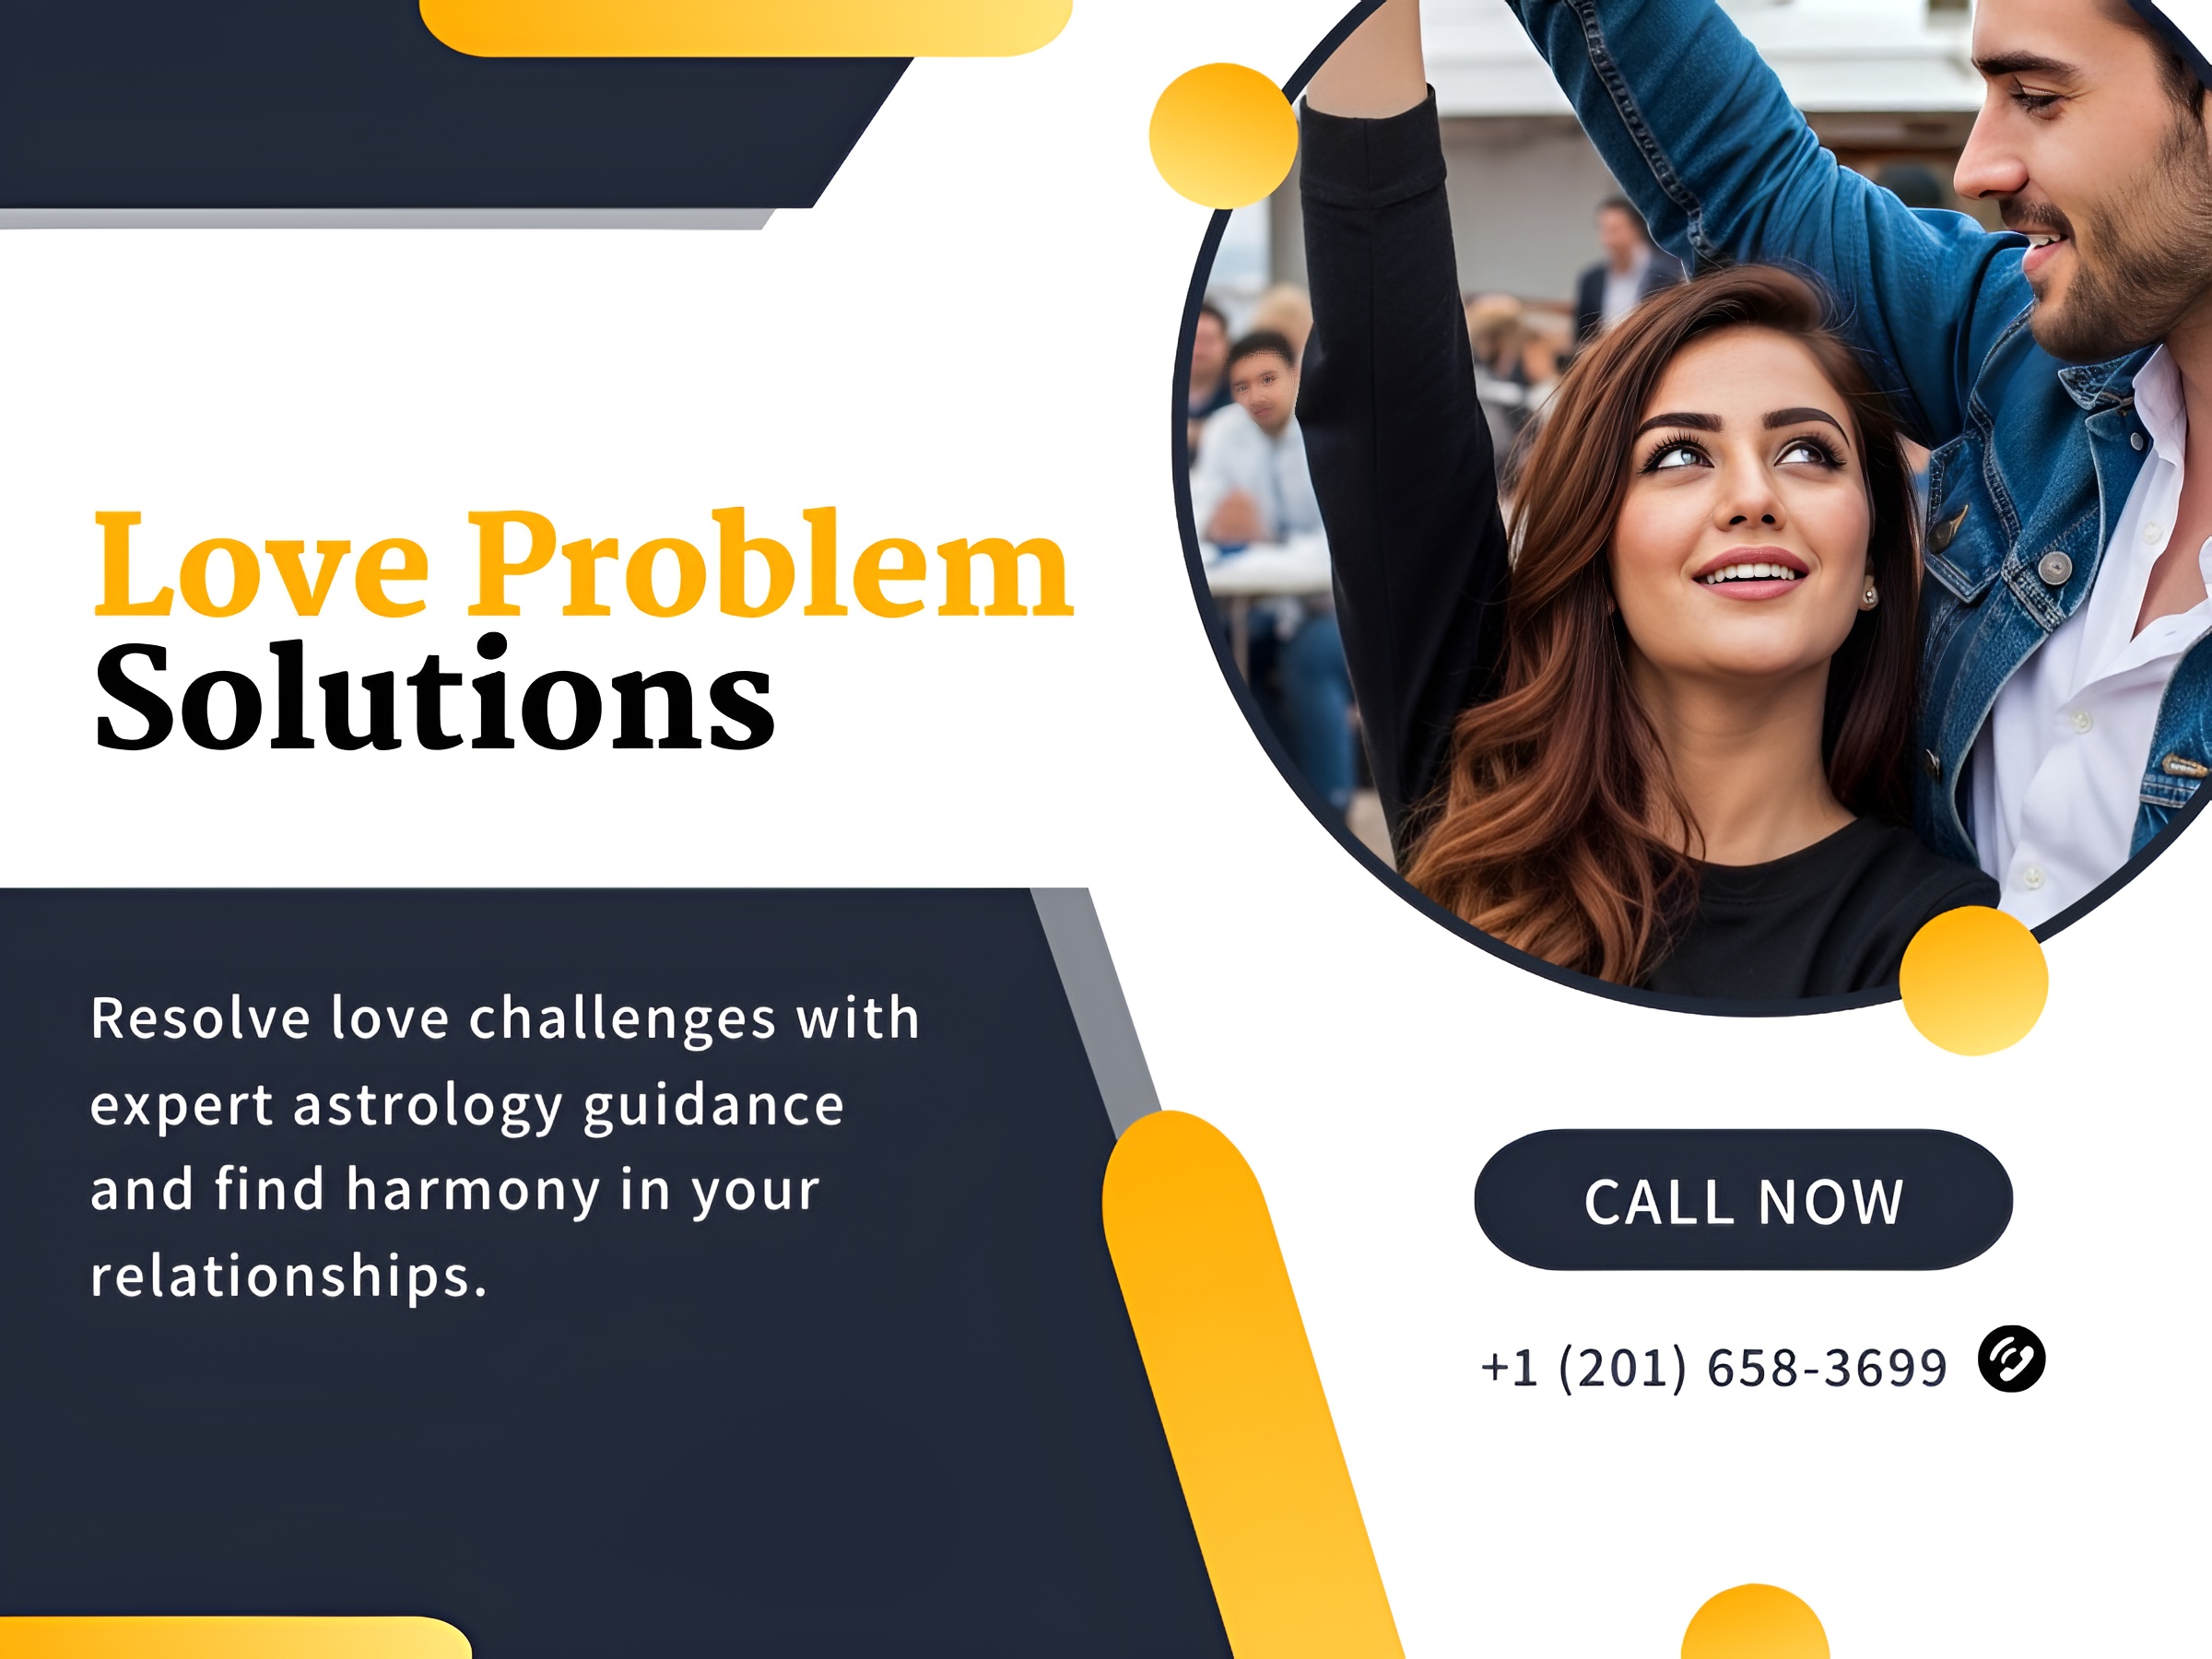 Love Problem
Solutions
Resolve love challenges with
expert astrology guidance
and find harmony in your
relationships.
CALL NOW
+1 (201) 658-3699